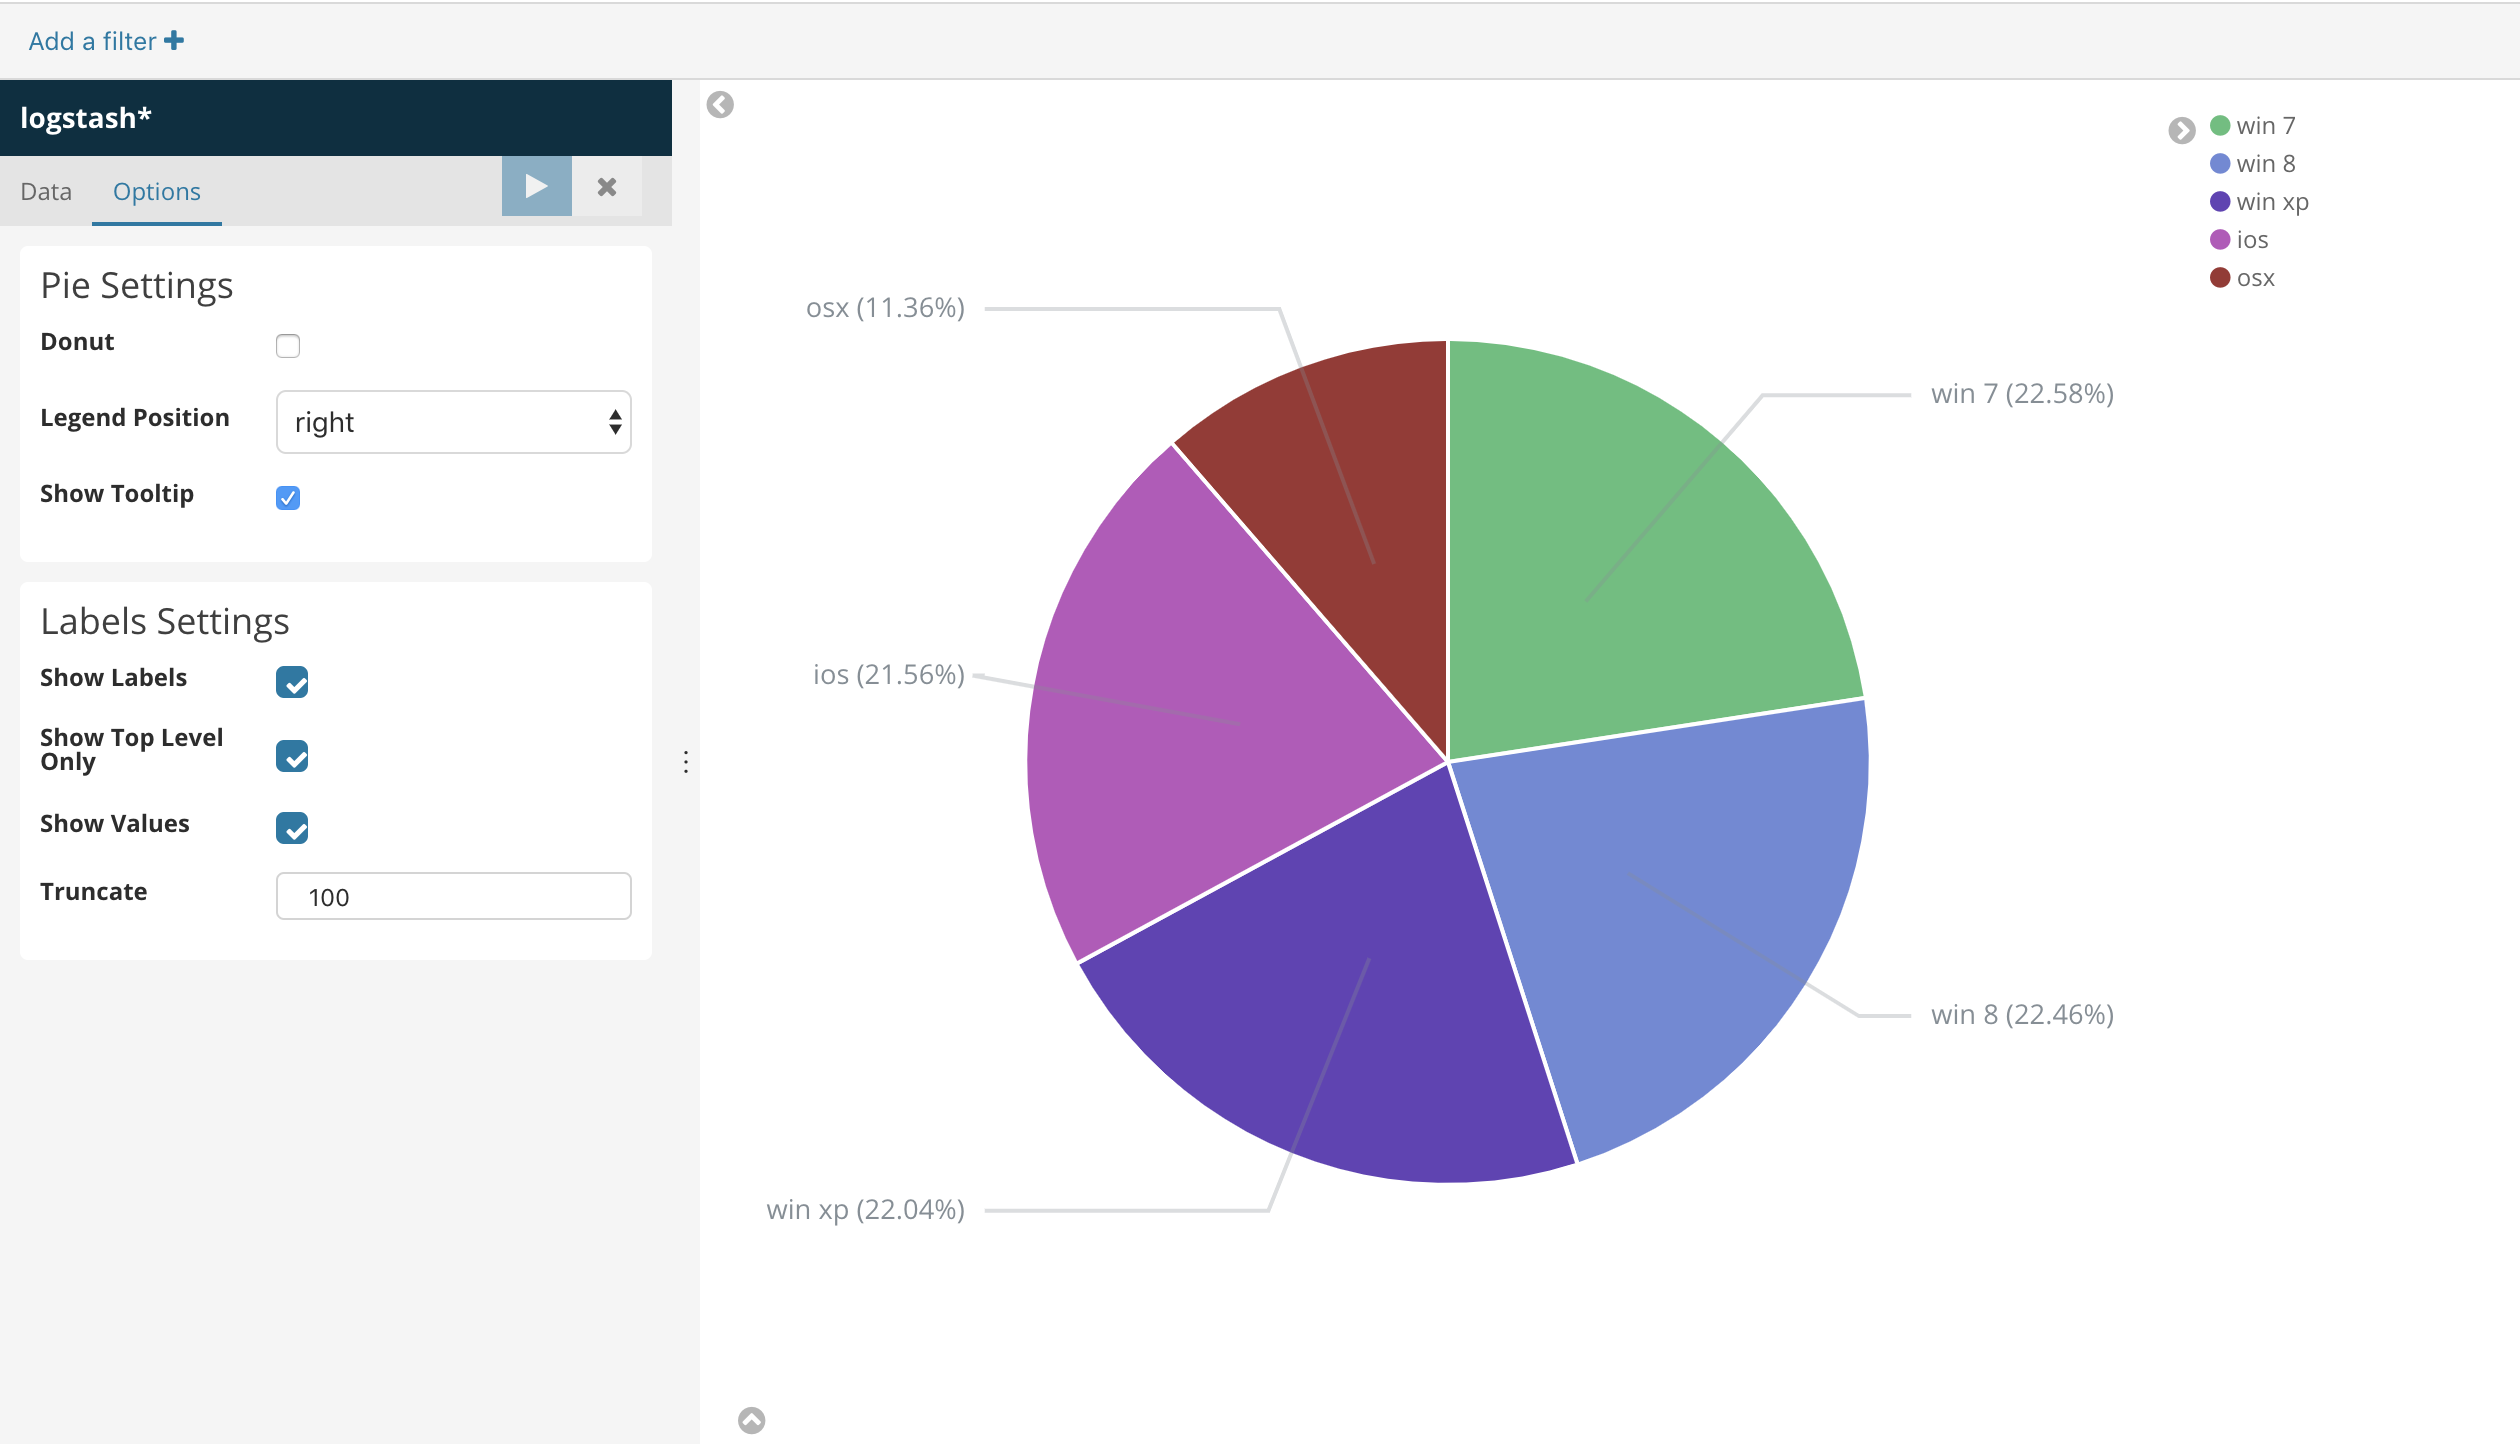 Add a filter
logstash*
Data Options
Pie Settings
Donut
Legend Position right
Show Tooltip
Labels Settings
Show Labels
Show Top Level
Only
Show Values
Truncate 100
win 7
win 8
win xp
ios
osx
osx (11.36%)
win 7 (22.58%)
ios (21.56%)
win 8 (22.46%)
win xp (22.04%)